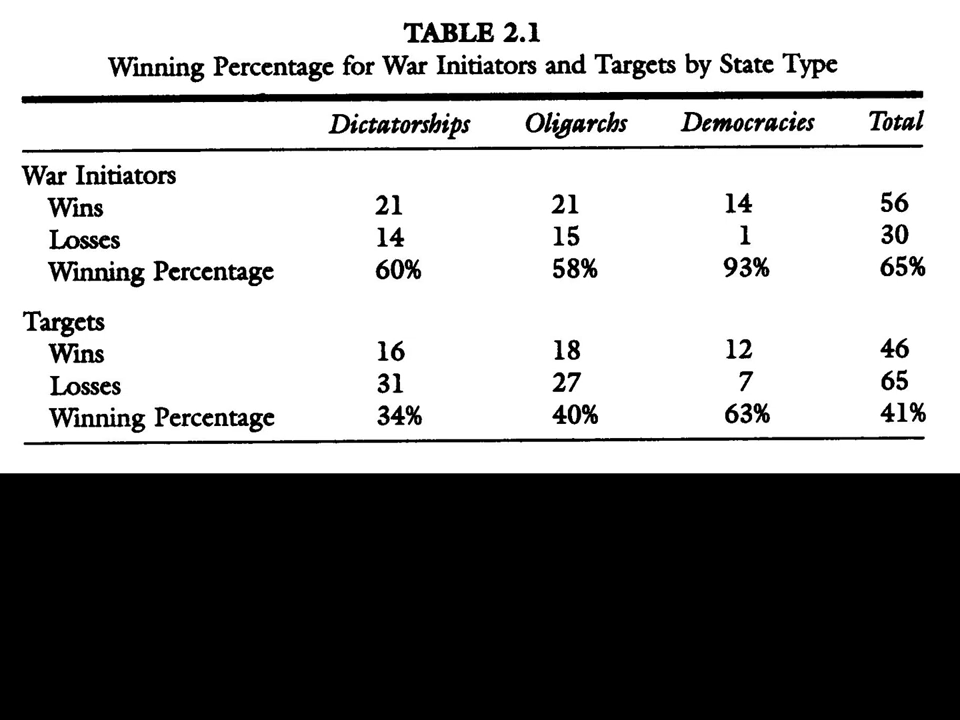 TABLE 2.1
Winning Percentage for War Initiators and Targets by State Type
Dictatorships Oligarchs Democracies Total
War Initiators
Wins 21 21 14 56
Losses 14 15 1 30
Winning Percentage 60% 58% 93% 65%
Targets
Wins 16 18 12 46
Losses 31 27 7 65
Winning Percentage 34% 40% 63% 41%